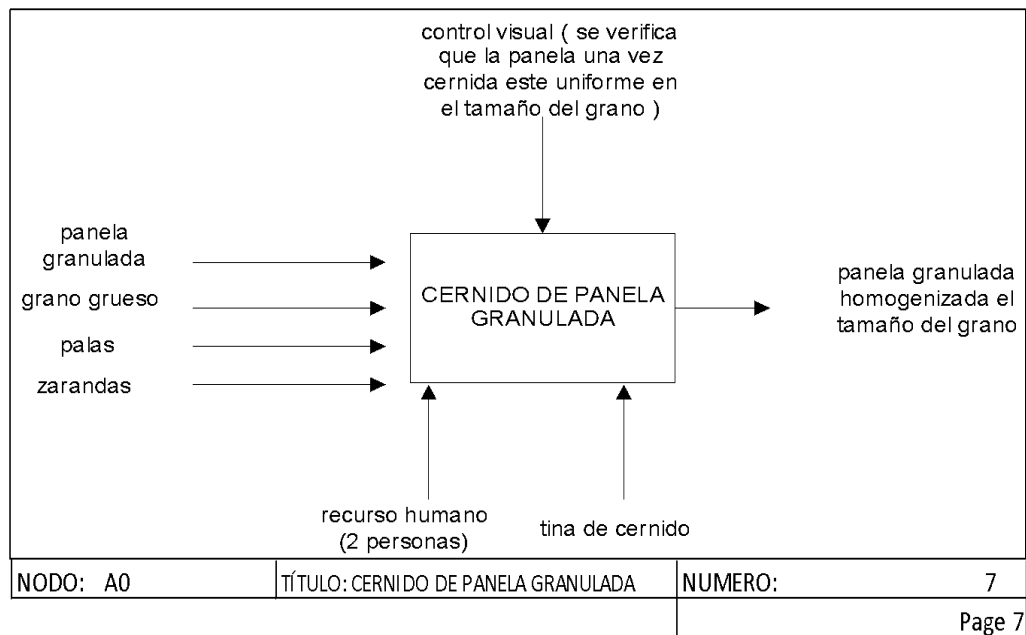 control visual ( se verifica
que la panela una vez
cernida este uniforme en
el tamaño del grano )
panela
granulada
grano grueso
palas
zarandas
CERNIDO DE PANELA
GRANULADA
panela granulada
homogenizada el
tamaño del grano
recurso humano
(2 personas)
tina de cernido
NODO: A0
TÍTULO: CERNIDO DE PANELA GRANULADA
NUMERO: 7
Page 7